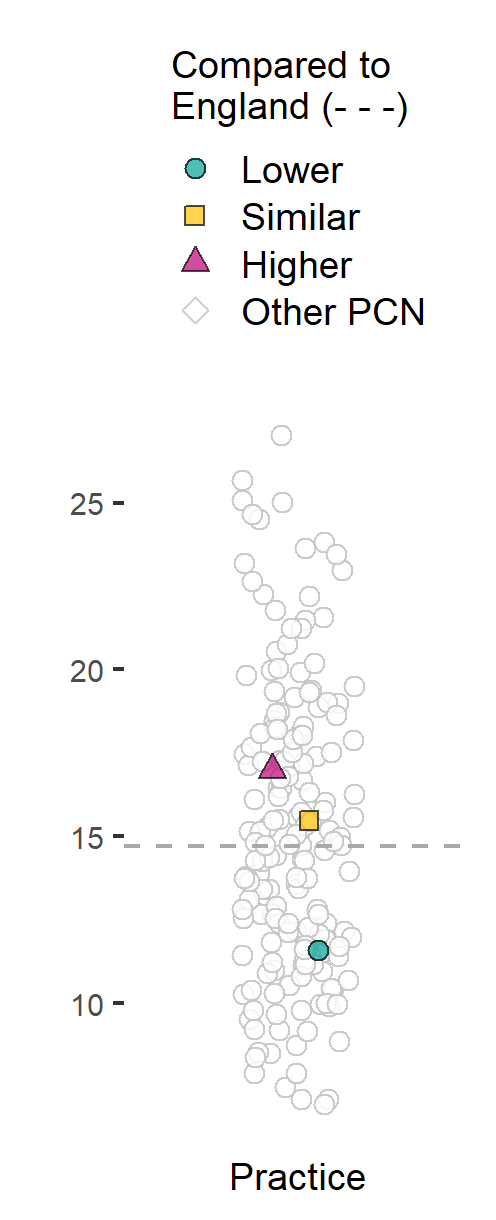 Compared to
England (- - -)
Lower
Similar
Higher
Other PCN
25
20
15
10
Practice